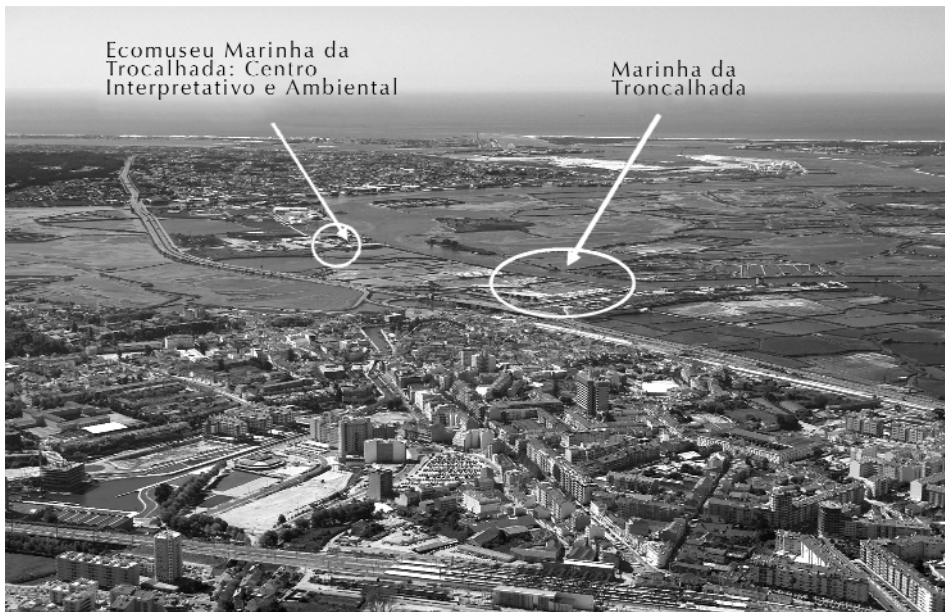 Ecomuseu Marinha da
Trocalhada: Centro
Interpretativo e Ambiental
Marinha da
Troncalhada